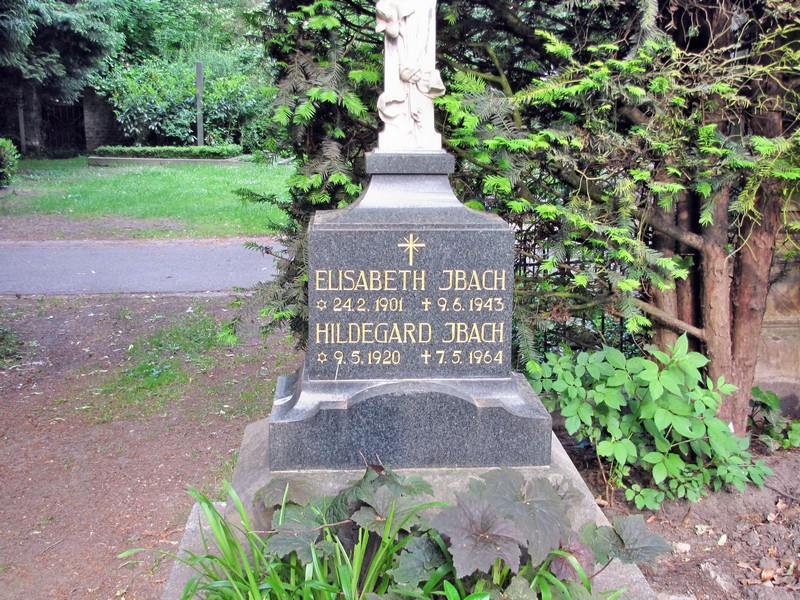 ELISABETH JBACH
✡ 24.2.1901 ✝ 9.6.1943
HILDEGARD JBACH
✡ 9.5.1920 ✝ 7.5.1964